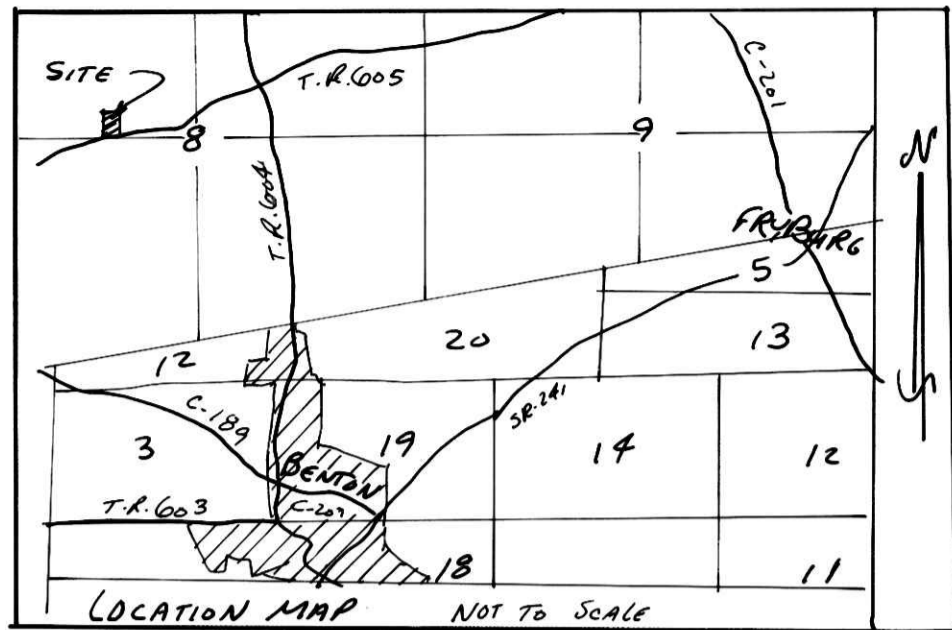 SITE
T.R.605
C-201
8
9
N
T.R.604
FRYBURG
5
12
20
13
C-189
SR-241
3
19
14
12
BENTON
T.R.603
C-209
18
11
S
LOCATION MAP NOT TO SCALE